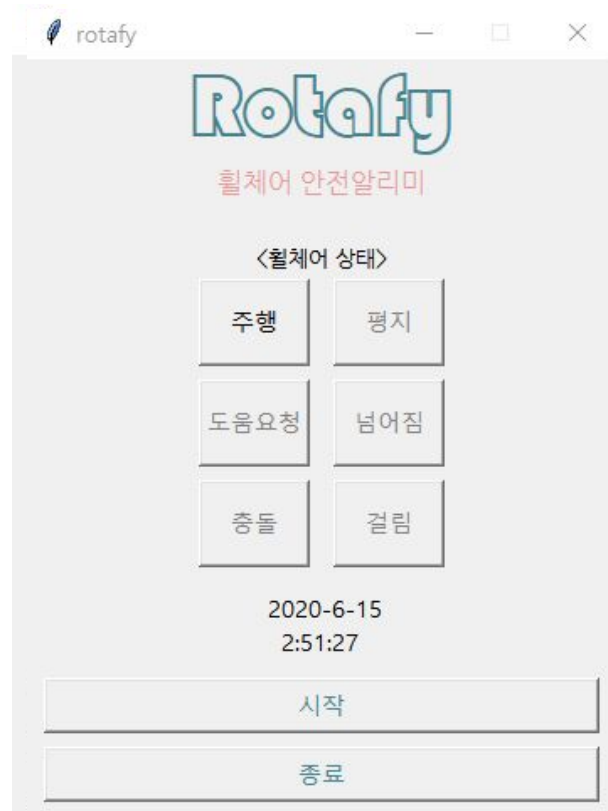 rotafy
Rotafy
휠체어 안전알리미
<휠체어 상태>
주행 평지
도움요청 넘어짐
충돌 걸림
2020-6-15
2:51:27
시작
종료